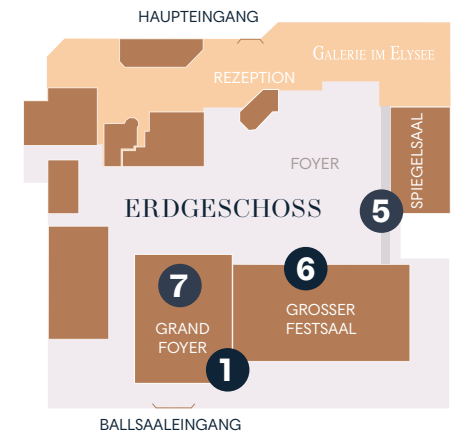 HAUPTEINGANG
GALERIE IM ELYSEE
REZEPTION
FOYER
SPIEGELSAAL
ERDGESCHOSS
5
6
7
GROSSER
FESTSAAL
GRAND
FOYER
1
BALLSAALEINGANG